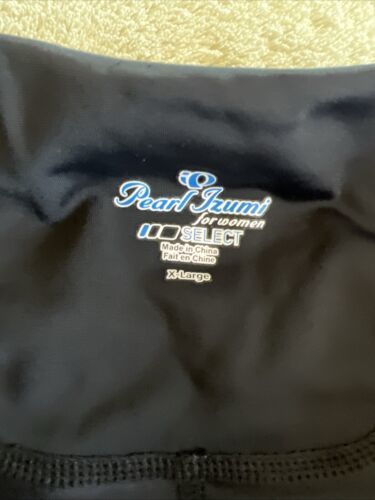 Pearl Izumi
for women
SELECT
Made in China
Fait en Chine
X-Large